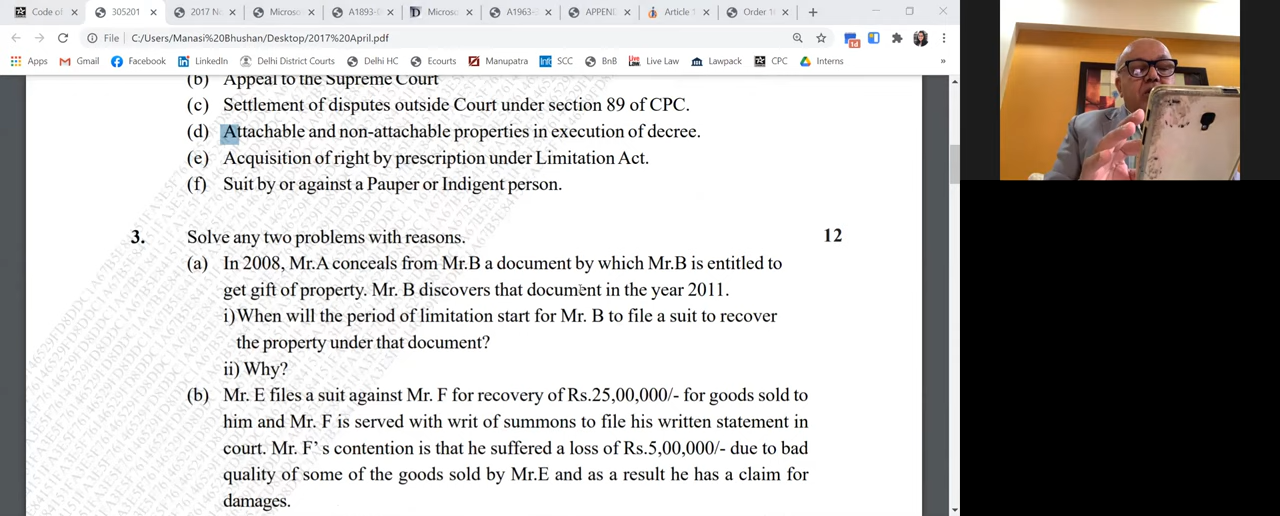 Code of
305201
2017 N
Microso
A1893-
Microso
A1963-
APPEN
Article 1
Order 1
File
C:/Users/Manasi%20Bhushan/Desktop/2017%20April.pdf
1d
Apps
Gmail
Facebook
LinkedIn
Delhi District Courts
Delhi HC
Ecourts
Manupatra
SCC
BnB
Live Law
Lawpack
CPC
Interns
»
(b) Appeal to the Supreme Court
(c) Settlement of disputes outside Court under section 89 of CPC.
(d) Attachable and non-attachable properties in execution of decree.
(e) Acquisition of right by prescription under Limitation Act.
(f) Suit by or against a Pauper or Indigent person.
3. Solve any two problems with reasons. 12
(a) In 2008, Mr.A conceals from Mr.B a document by which Mr.B is entitled to
get gift of property. Mr. B discovers that document in the year 2011.
i)When will the period of limitation start for Mr. B to file a suit to recover
the property under that document?
ii) Why?
(b) Mr. E files a suit against Mr. F for recovery of Rs.25,00,000/- for goods sold to
him and Mr. F is served with writ of summons to file his written statement in
court. Mr. F's contention is that he suffered a loss of Rs.5,00,000/- due to bad
quality of some of the goods sold by Mr.E and as a result he has a claim for
damages.